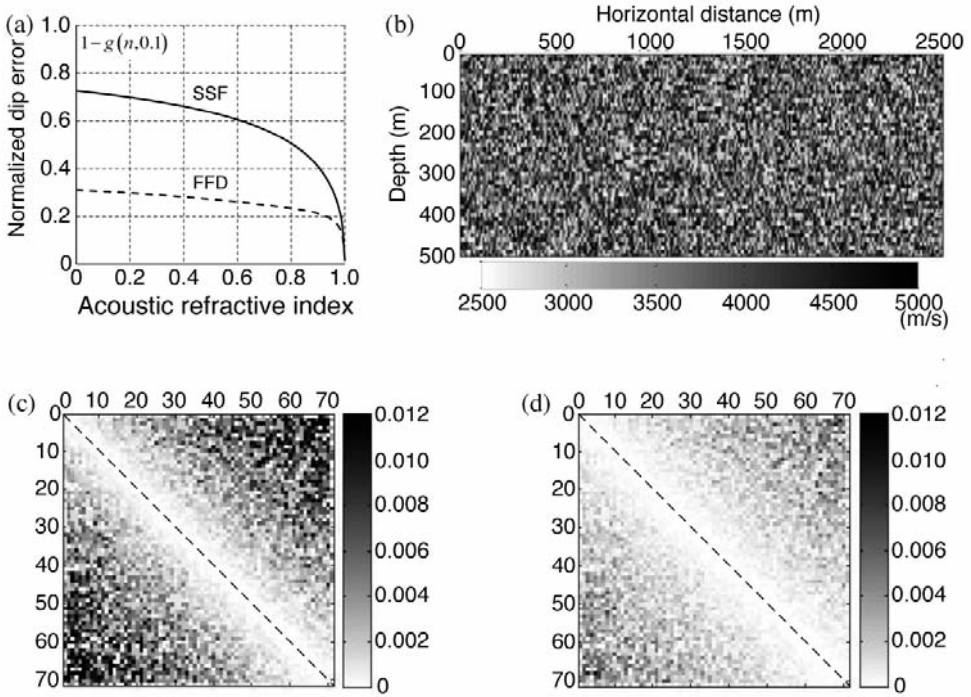 (a)
1.0
0.8
0.6
0.4
0.2
0
1−g(n,0.1)
SSF
FFD
Normalized dip error
0 0.2 0.4 0.6 0.8 1.0
Acoustic refractive index
(b)
Horizontal distance (m)
0 500 1000 1500 2000 2500
0
100
200
300
400
500
Depth (m)
2500 3000 3500 4000 4500 5000
(m/s)
(c)
0 10 20 30 40 50 60 70
0
10
20
30
40
50
60
70
0.012
0.010
0.008
0.006
0.004
0.002
0
(d)
0 10 20 30 40 50 60 70
0
10
20
30
40
50
60
70
0.012
0.010
0.008
0.006
0.004
0.002
0